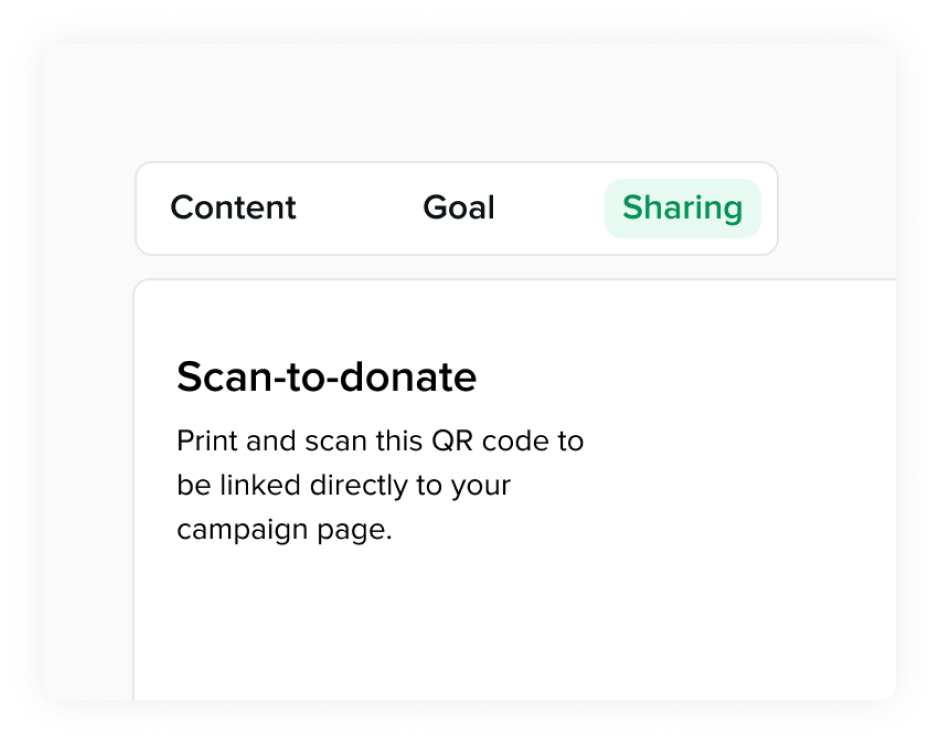 Content Goal Sharing
Scan-to-donate
Print and scan this QR code to
be linked directly to your
campaign page.